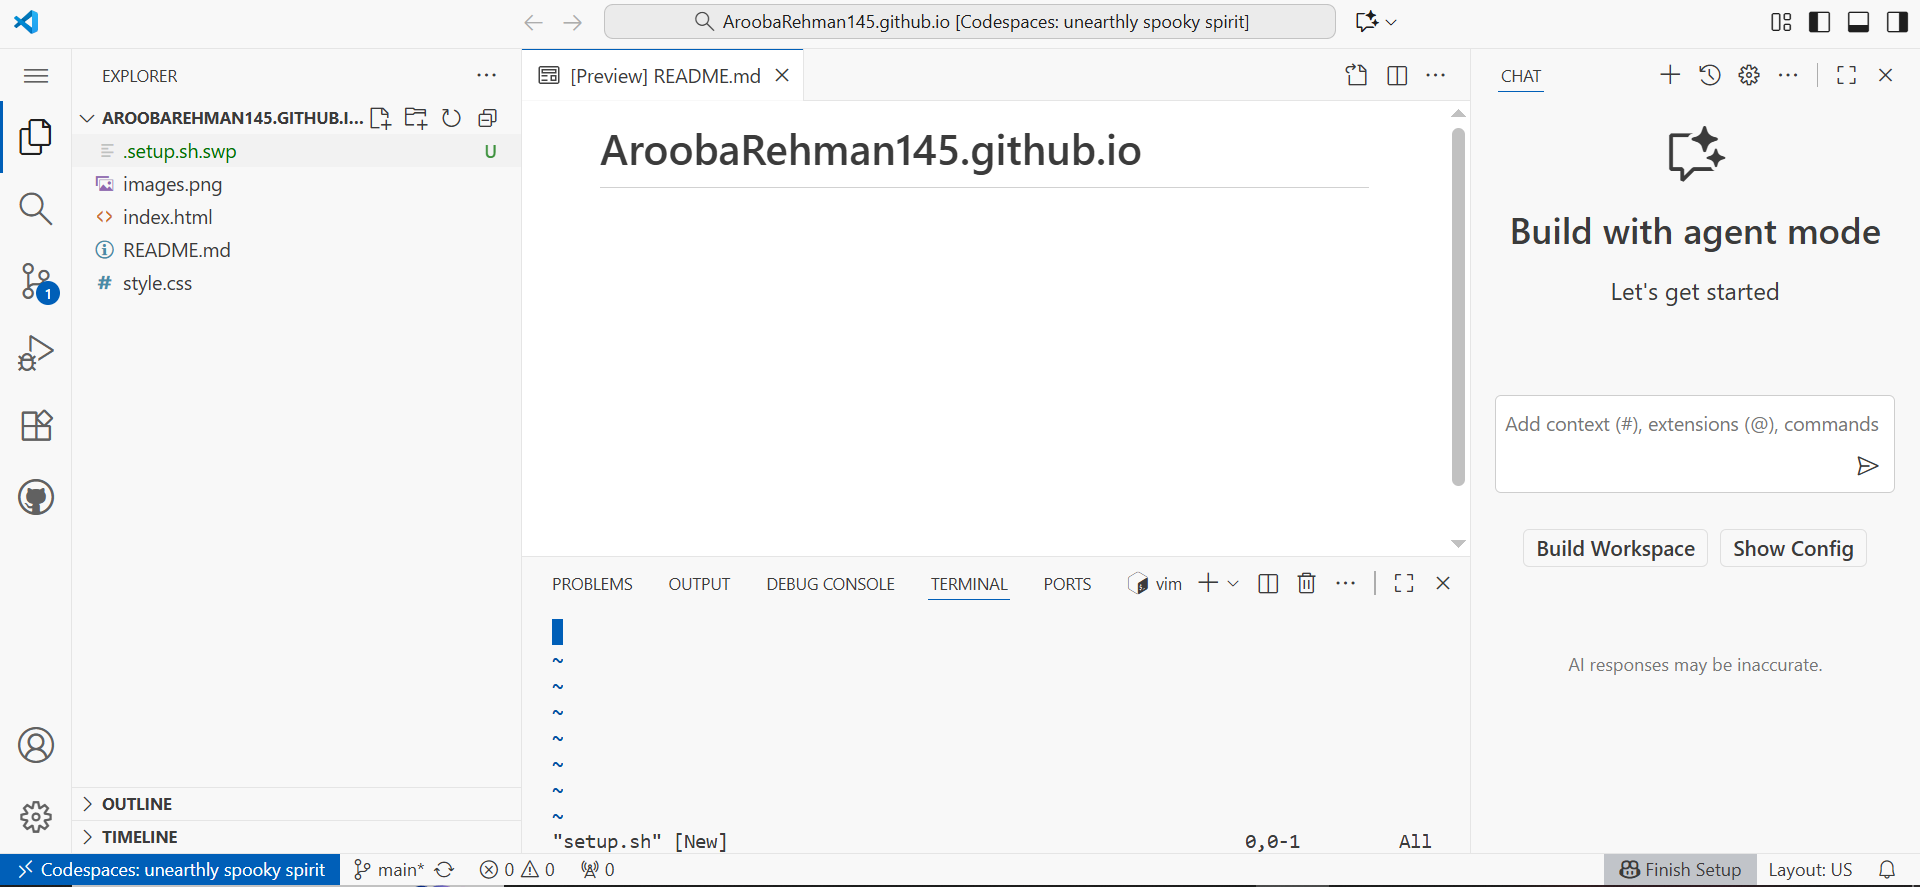 AroobaRehman145.github.io [Codespaces: unearthly spooky spirit]
EXPLORER
AROOBAREHMAN145.GITHUB.I...
.setup.sh.swp U
images.png
index.html
README.md
style.css
1
OUTLINE
TIMELINE
[Preview] README.md
AroobaRehman145.github.io
PROBLEMS OUTPUT DEBUG CONSOLE TERMINAL PORTS vim
~
~
~
~
~
~
~
"setup.sh" [New] 0,0-1 All
CHAT
Build with agent mode
Let's get started
Add context (#), extensions (@), commands
Build Workspace Show Config
AI responses may be inaccurate.
Codespaces: unearthly spooky spirit main* 0 0 0 Finish Setup Layout: US